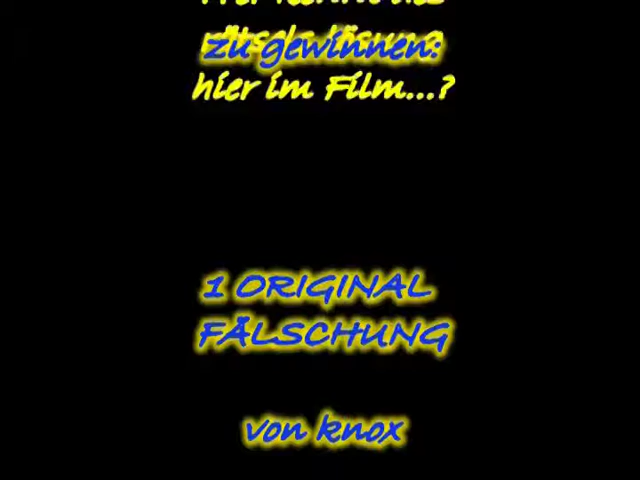 zu gewinnen:
hier im Film...?
1 ORIGINAL
FÄLSCHUNG
von knox